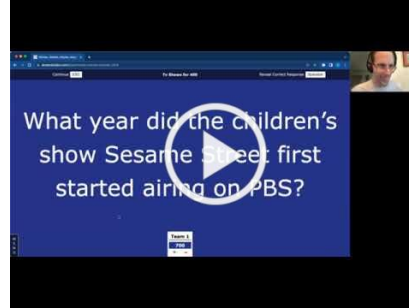 TV Shows for 400
What year did the children's
show Sesame Street first
started airing on PBS?
Team 1
700